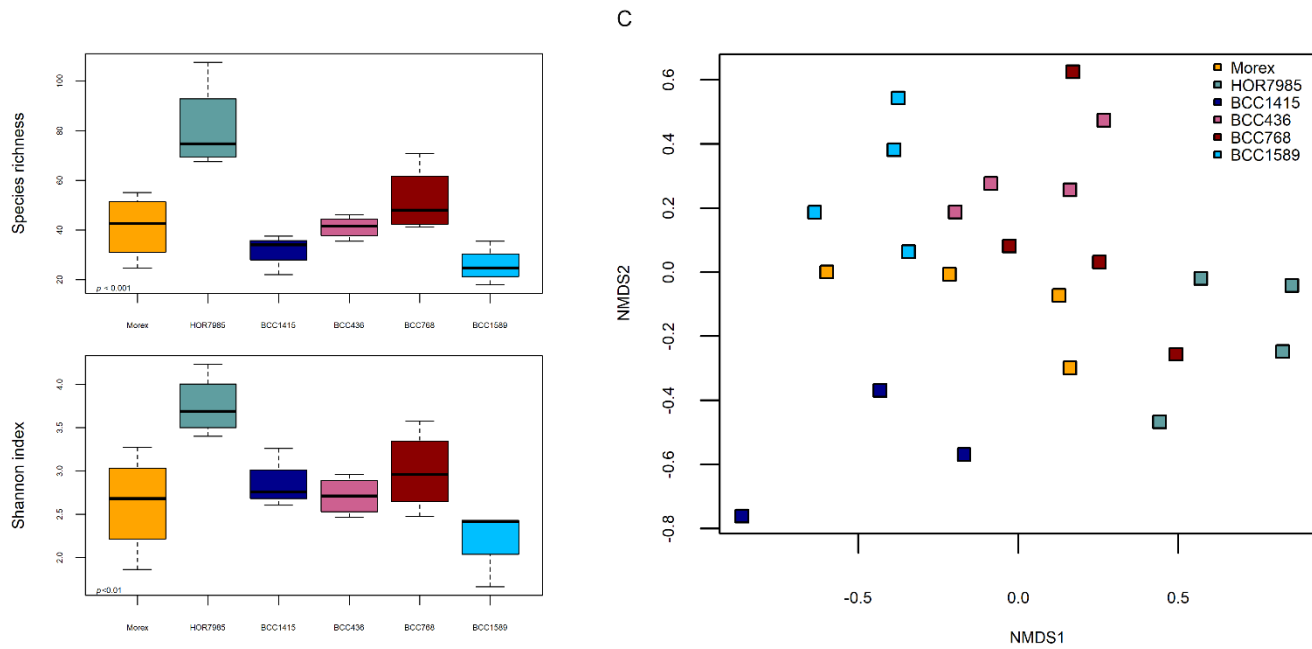 C
Species richness
100
80
60
40
20
p < 0.001
Morex
HOR7985
BCC1415
BCC436
BCC768
BCC1589
Shannon index
4.0
3.5
3.0
2.5
2.0
p<0.01
Morex
HOR7985
BCC1415
BCC436
BCC768
BCC1589
NMDS2
0.6
0.4
0.2
0.0
-0.2
-0.4
-0.6
-0.8
Morex
HOR7985
BCC1415
BCC436
BCC768
BCC1589
-0.5
0.0
0.5
NMDS1